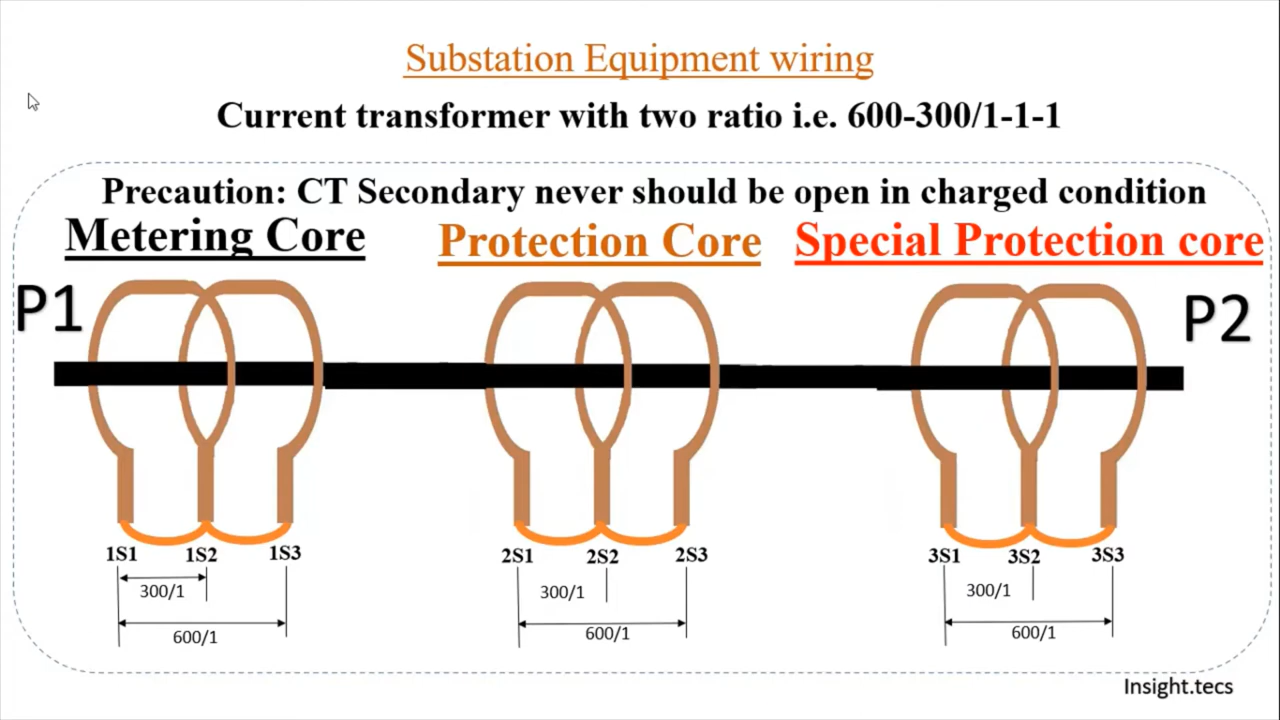 Substation Equipment wiring
Current transformer with two ratio i.e. 600-300/1-1-1
Precaution: CT Secondary never should be open in charged condition
Metering Core
Protection Core
Special Protection core
P1
P2
1S1
1S2
1S3
2S1
2S2
2S3
3S1
3S2
3S3
300/1
300/1
300/1
600/1
600/1
600/1
Insight.tecs